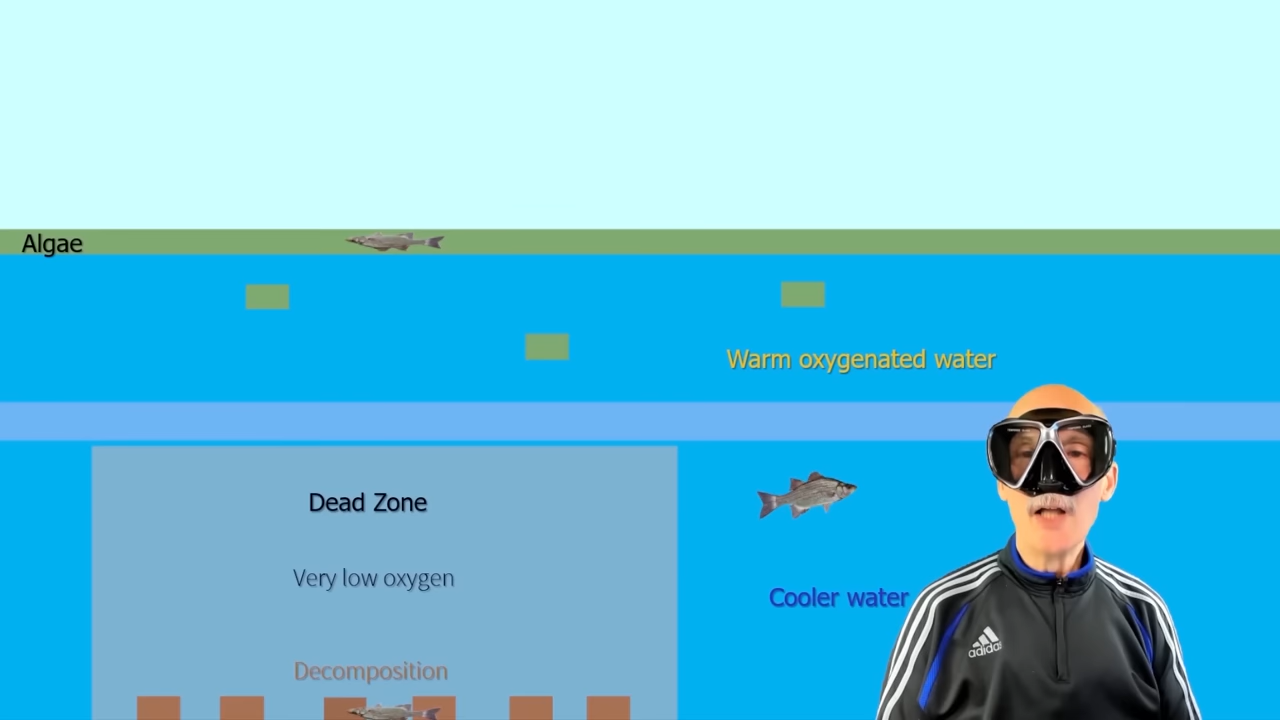 Algae
Warm oxygenated water
Dead Zone
Very low oxygen
Cooler water
Decomposition
adidas